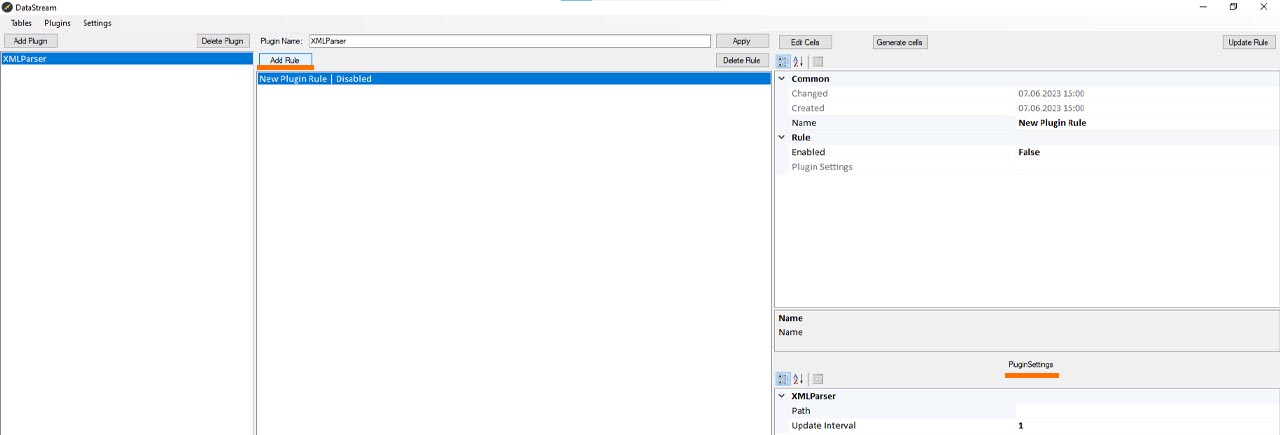 DataStream
Tables Plugins Settings
Add Plugin Delete Plugin Plugin Name: XMLParser Apply Edit Cells Generate cells Update Rule
XMLParser
Add Rule Delete Rule
New Plugin Rule | Disabled
Common
Changed 07.06.2023 15:00
Created 07.06.2023 15:00
Name New Plugin Rule
Rule
Enabled False
Plugin Settings
Name
Name
PluginSettings
XMLParser
Path
Update Interval 1